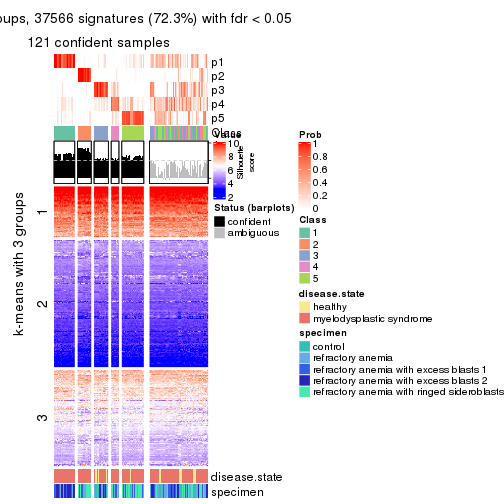 oups, 37566 signatures (72.3%) with fdr < 0.05
121 confident samples
p1
p2
p3
p4
p5
Class
Silhouette
score
k-means with 3 groups
1
2
3
disease.state
specimen
Value
10
8
6
4
2
Status (barplots)
confident
ambiguous
Prob
1
0.8
0.6
0.4
0.2
0
Class
1
2
3
4
5
disease.state
healthy
myelodysplastic syndrome
specimen
control
refractory anemia
refractory anemia with excess blasts 1
refractory anemia with excess blasts 2
refractory anemia with ringed sideroblasts